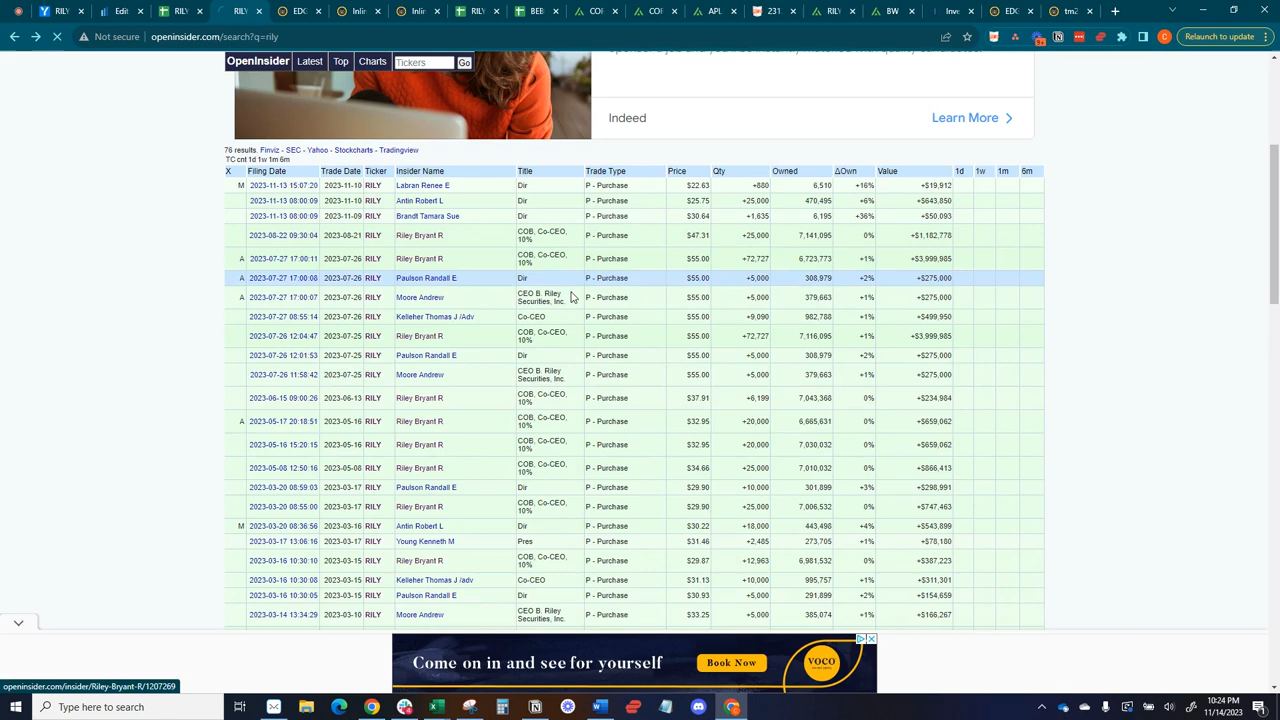 Not secure openinsider.com/search?q=rily
231
9+
Relaunch to update
OpenInsider Latest Top Charts Tickers Go
Indeed
Learn More
76 results. Finviz - SEC - Yahoo - Stockcharts - Tradingview
TC cnt 1d 1w 1m 6m
X Filing Date Trade Date Ticker Insider Name Title Trade Type Price Qty Owned ΔOwn Value 1d 1w 1m 6m
M 2023-11-13 15:07:20 2023-11-10 RILY Labran Renee E Dir P - Purchase $22.63 +880 6,510 +16% +$19,912
2023-11-13 08:00:09 2023-11-10 RILY Antin Robert L Dir P - Purchase $25.75 +25,000 470,495 +6% +$643,850
2023-11-13 08:00:09 2023-11-09 RILY Brandt Tamara Sue Dir P - Purchase $30.64 +1,635 6,195 +36% +$50,093
2023-08-22 09:30:04 2023-08-21 RILY Riley Bryant R COB, Co-CEO, 10% P - Purchase $47.31 +25,000 7,141,095 0% +$1,182,778
A 2023-07-27 17:00:11 2023-07-26 RILY Riley Bryant R COB, Co-CEO, 10% P - Purchase $55.00 +72,727 6,723,773 +1% +$3,999,985
A 2023-07-27 17:00:08 2023-07-26 RILY Paulson Randall E. Dir P - Purchase $55.00 +5,000 308,979 +2% +$275,000
A 2023-07-27 17:00:07 2023-07-26 RILY Moore Andrew CEO B. Riley Securities, Inc. P - Purchase $55.00 +5,000 379,663 +1% +$275,000
2023-07-27 08:55:14 2023-07-26 RILY Kelleher Thomas J /Adv Co-CEO P - Purchase $55.00 +9,090 982,788 +1% +$499,950
2023-07-26 12:04:47 2023-07-25 RILY Riley Bryant R COB, Co-CEO, 10% P - Purchase $55.00 +72,727 7,116,095 +1% +$3,999,985
2023-07-26 12:01:53 2023-07-25 RILY Paulson Randall E Dir P - Purchase $55.00 +5,000 308,979 +2% +$275,000
2023-07-26 11:58:42 2023-07-25 RILY Moore Andrew CEO B. Riley Securities, Inc. P - Purchase $55.00 +5,000 379,663 +1% +$275,000
2023-06-15 09:00:26 2023-06-13 RILY Riley Bryant R COB, Co-CEO, 10% P - Purchase $37.91 +6,199 7,043,368 0% +$234,984
A 2023-05-17 20:18:51 2023-05-16 RILY Riley Bryant R COB, Co-CEO, 10% P - Purchase $32.95 +20,000 6,665,631 0% +$659,062
2023-05-16 15:20:15 2023-05-16 RILY Riley Bryant R COB, Co-CEO, 10% P - Purchase $32.95 +20,000 7,030,032 0% +$659,062
2023-05-08 12:50:16 2023-05-08 RILY Riley Bryant R COB, Co-CEO, 10% P - Purchase $34.66 +25,000 7,010,032 0% +$866,413
2023-03-20 08:59:03 2023-03-17 RILY Paulson Randall E Dir P - Purchase $29.90 +10,000 301,899 +3% +$298,991
2023-03-20 08:55:00 2023-03-17 RILY Riley Bryant R COB, Co-CEO, 10% P - Purchase $29.90 +25,000 7,006,532 0% +$747,463
M 2023-03-20 08:36:56 2023-03-16 RILY Antin Robert L Dir P - Purchase $30.22 +18,000 443,498 +4% +$543,899
2023-03-17 13:06:16 2023-03-17 RILY Young Kenneth M Pres P - Purchase $31.46 +2,485 273,705 +1% +$78,180
2023-03-16 10:30:10 2023-03-15 RILY Riley Bryant R COB, Co-CEO, 10% P - Purchase $29.87 +12,963 6,981,532 0% +$387,223
2023-03-16 10:30:08 2023-03-15 RILY Kelleher Thomas J /adv Co-CEO P - Purchase $31.13 +10,000 995,757 +1% +$311,301
2023-03-16 10:30:05 2023-03-15 RILY Paulson Randall E Dir P - Purchase $30.93 +5,000 291,899 +2% +$154,659
2023-03-14 13:34:29 2023-03-10 RILY Moore Andrew CEO B. Riley Securities, Inc. P - Purchase $33.25 +5,000 385,074 +1% +$166,267
Come on in and see for yourself Book Now VOCO
openinsider.com/insider/Riley-Bryant-R/1207269
Type here to search
10:24 PM
11/14/2023